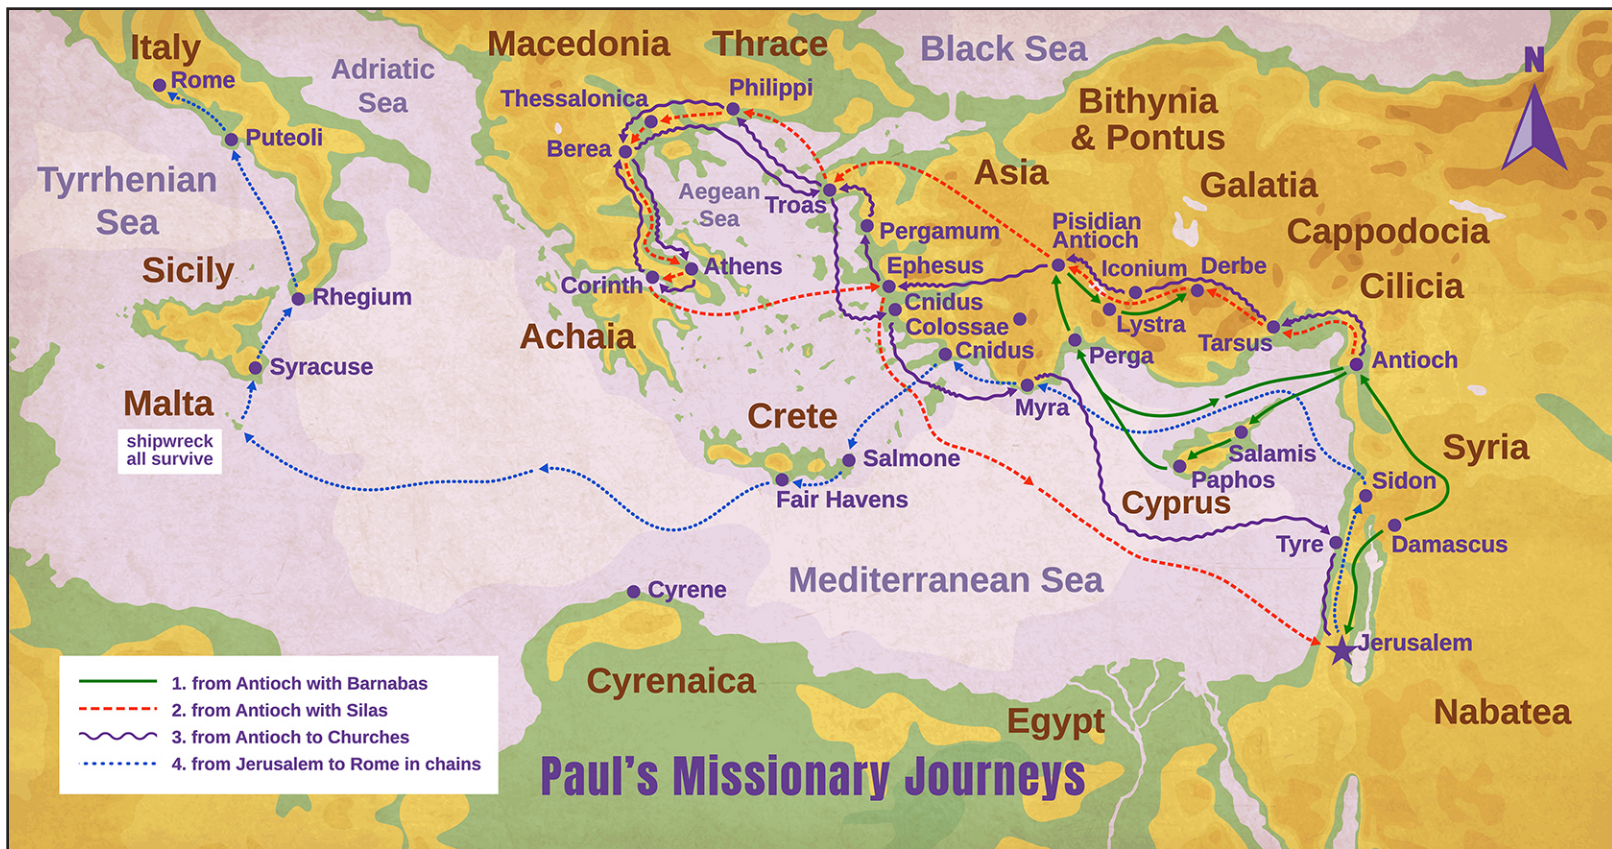 Italy
Rome
Adriatic
Sea
Macedonia
Thrace
Black Sea
N
Philippi
Thessalonica
Berea
Bithynia
& Pontus
Puteoli
Tyrrhenian
Sea
Aegean
Sea
Troas
Asia
Galatia
Pisidian
Antioch
Pergamum
Cappodocia
Sicily
Rhegium
Corinth
Athens
Ephesus
Iconium
Derbe
Cilicia
Cnidus
Colossae
Cnidus
Lystra
Tarsus
Achaia
Perga
Antioch
Syracuse
Malta
shipwreck
all survive
Crete
Myra
Salmone
Fair Havens
Salamis
Paphos
Cyprus
Syria
Sidon
Tyre
Damascus
Mediterranean Sea
Cyrene
Jerusalem
Cyrenaica
Egypt
Nabatea
1. from Antioch with Barnabas
2. from Antioch with Silas
3. from Antioch to Churches
4. from Jerusalem to Rome in chains
Paul’s Missionary Journeys